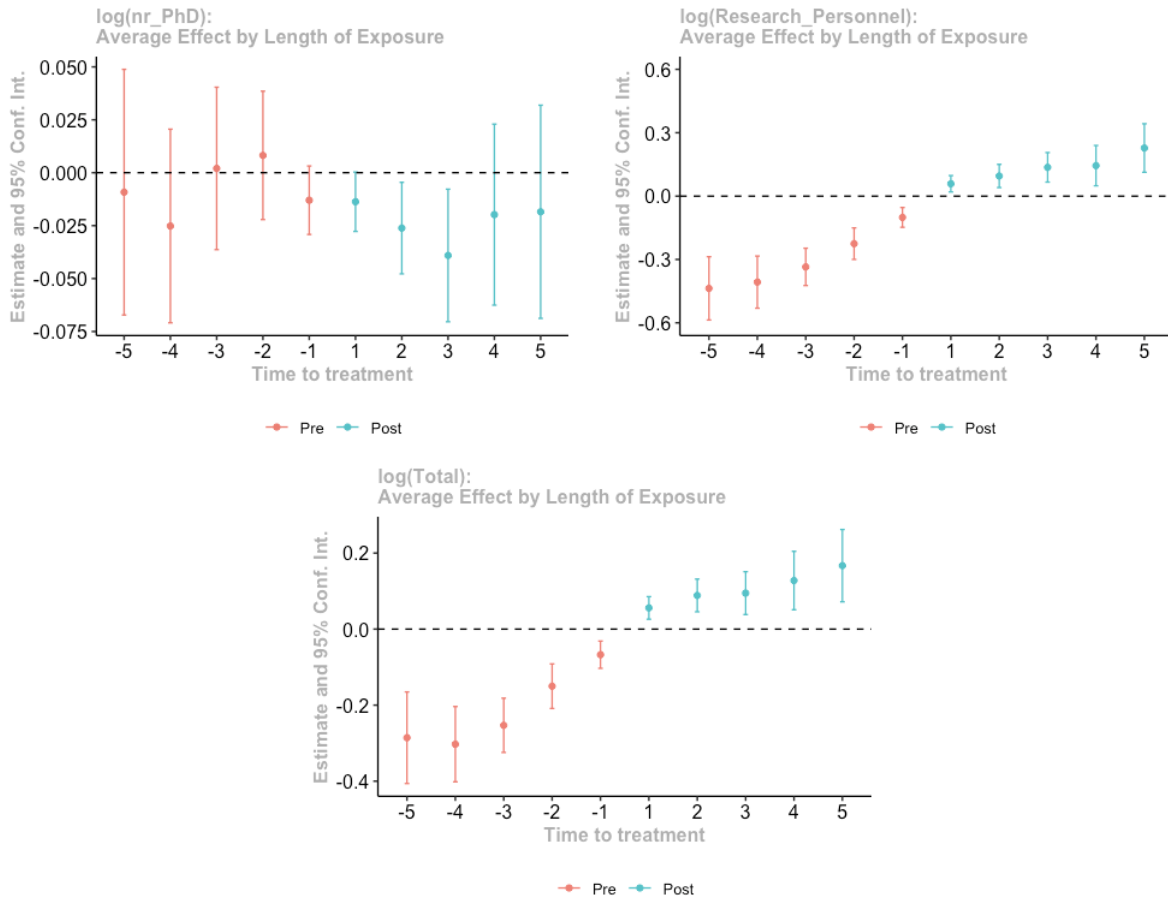 log(nr_PhD):
Average Effect by Length of Exposure
Estimate and 95% Conf. Int.
0.050
0.025
0.000
-0.025
-0.050
-0.075
-5 -4 -3 -2 -1 1 2 3 4 5
Time to treatment
Pre Post
log(Research_Personnel):
Average Effect by Length of Exposure
Estimate and 95% Conf. Int.
0.6
0.3
0.0
-0.3
-0.6
-5 -4 -3 -2 -1 1 2 3 4 5
Time to treatment
Pre Post
log(Total):
Average Effect by Length of Exposure
Estimate and 95% Conf. Int.
0.2
0.0
-0.2
-0.4
-5 -4 -3 -2 -1 1 2 3 4 5
Time to treatment
Pre Post